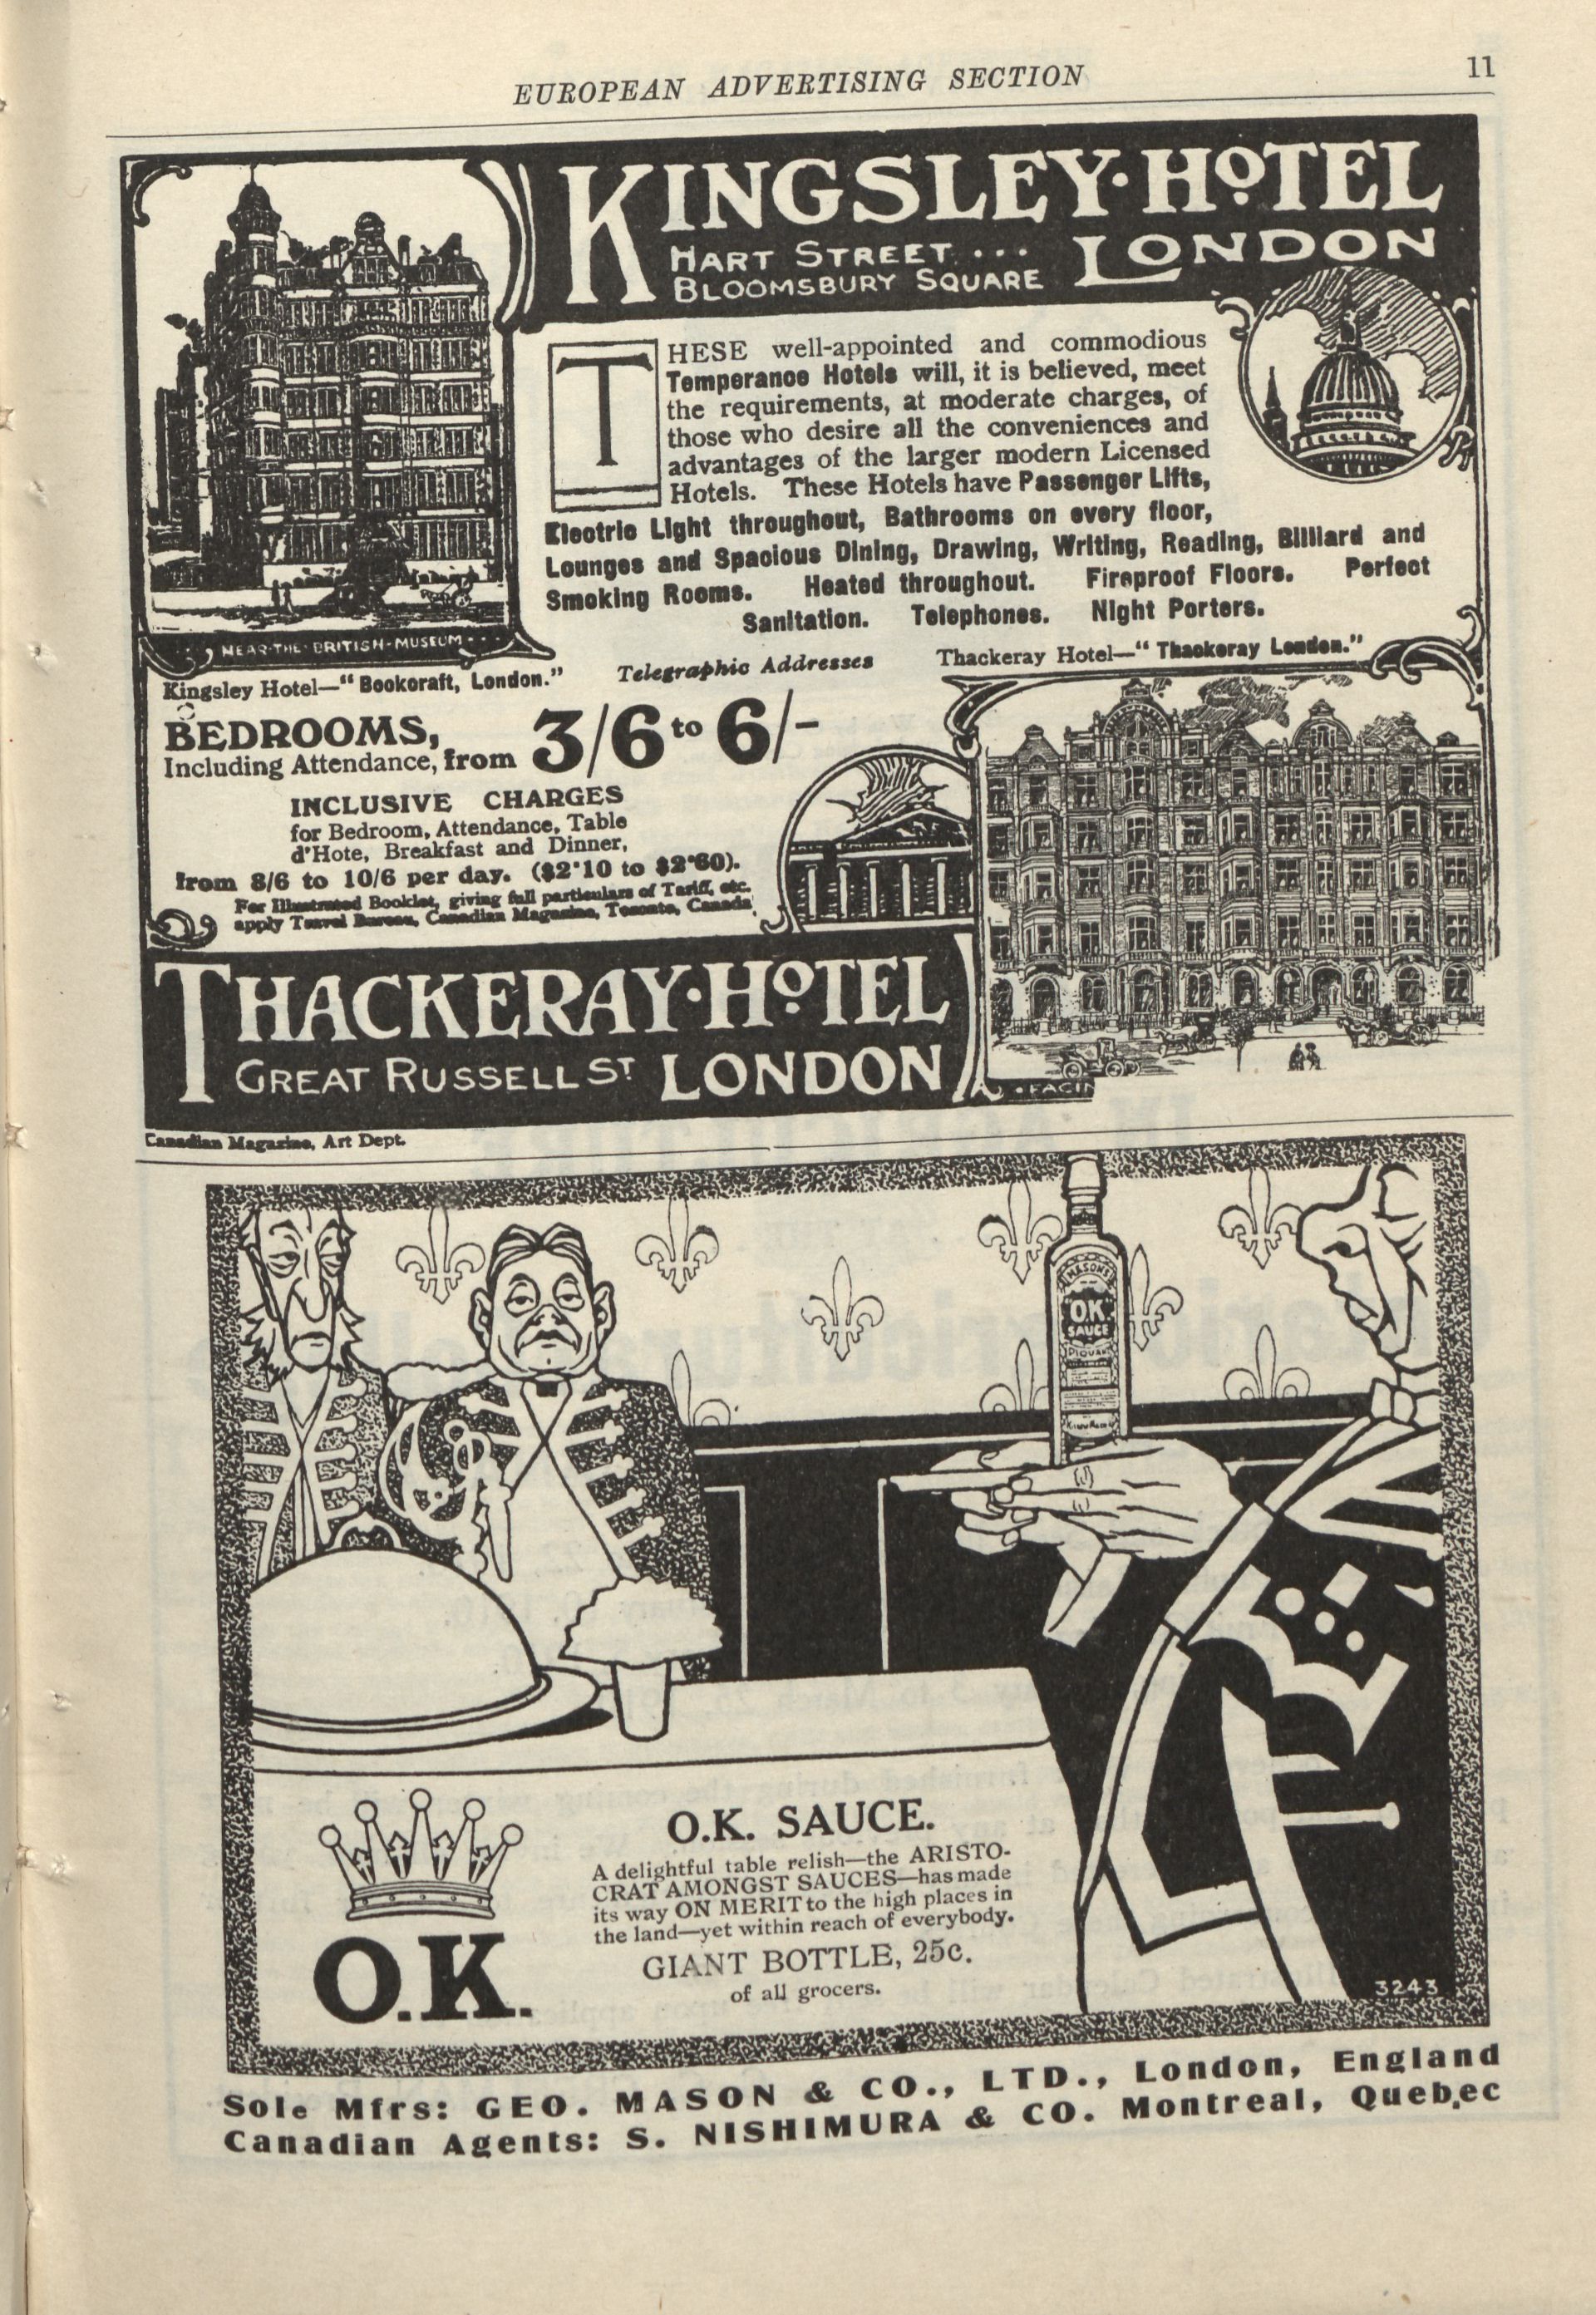 EUROPEAN ADVERTISING SECTION
11
KINGSLEY·HOTEL
HART STREET ...
BLOOMSBURY SQUARE
LONDON
THESE well-appointed and commodious
Temperance Hotels will, it is believed, meet
the requirements, at moderate charges, of
those who desire all the conveniences and
advantages of the larger modern Licensed
Hotels. These Hotels have Passenger Lifts,
Electric Light throughout, Bathrooms on every floor,
Lounges and Spacious Dining, Drawing, Writing, Reading, Billiard and
Smoking Rooms. Heated throughout. Fireproof Floors. Perfect
Sanitation. Telephones. Night Porters.
NEAR·THE·BRITISH·MUSEUM···
Telegraphic Addresses
Kingsley Hotel—"Bookcraft, London."
Thackeray Hotel—"Thackeray London."
BEDROOMS,
Including Attendance, from 3/6 to 6/-
INCLUSIVE CHARGES
for Bedroom, Attendance, Table
d'Hote, Breakfast and Dinner,
from 8/6 to 10/6 per day. ($2·10 to $2·60).
For Illustrated Booklet, giving full particulars of Tariff, etc.
apply Travel Bureau, Canadian Magazine, Toronto, Canada
THACKERAY·HOTEL
GREAT RUSSELL ST LONDON
·FACIN
Canadian Magazine, Art Dept.
MASON'S
OK
SAUCE
PIQUANT
O.K.
O.K. SAUCE.
A delightful table relish—the ARISTO-
CRAT AMONGST SAUCES—has made
its way ON MERIT to the high places in
the land—yet within reach of everybody.
GIANT BOTTLE, 25c.
of all grocers.
3243
Sole Mfrs: GEO. MASON & CO., LTD., London, England
Canadian Agents: S. NISHIMURA & CO. Montreal, Quebec